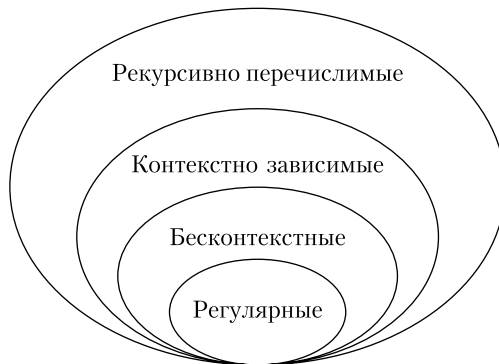 Рекурсивно перечислимые
Контекстно зависимые
Бесконтекстные
Регулярные